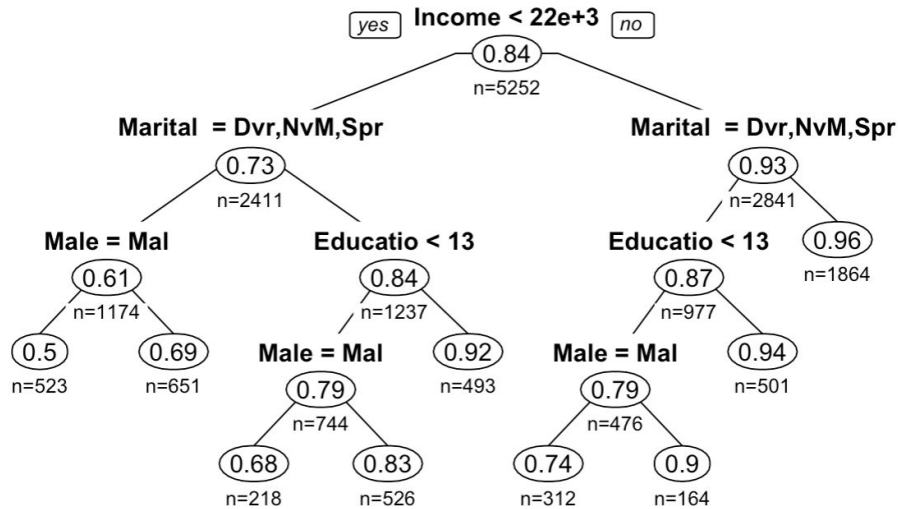 yes Income < 22e+3 no
0.84
n=5252
Marital = Dvr,NvM,Spr Marital = Dvr,NvM,Spr
0.73 0.93
n=2411 n=2841
Male = Mal Educatio < 13 Educatio < 13 0.96
n=1864
0.61 0.84 0.87
n=1174 n=1237 n=977
0.5 0.69 Male = Mal 0.92 Male = Mal 0.94
n=523 n=651 n=493 n=501
0.79 0.79
n=744 n=476
0.68 0.83 0.74 0.9
n=218 n=526 n=312 n=164